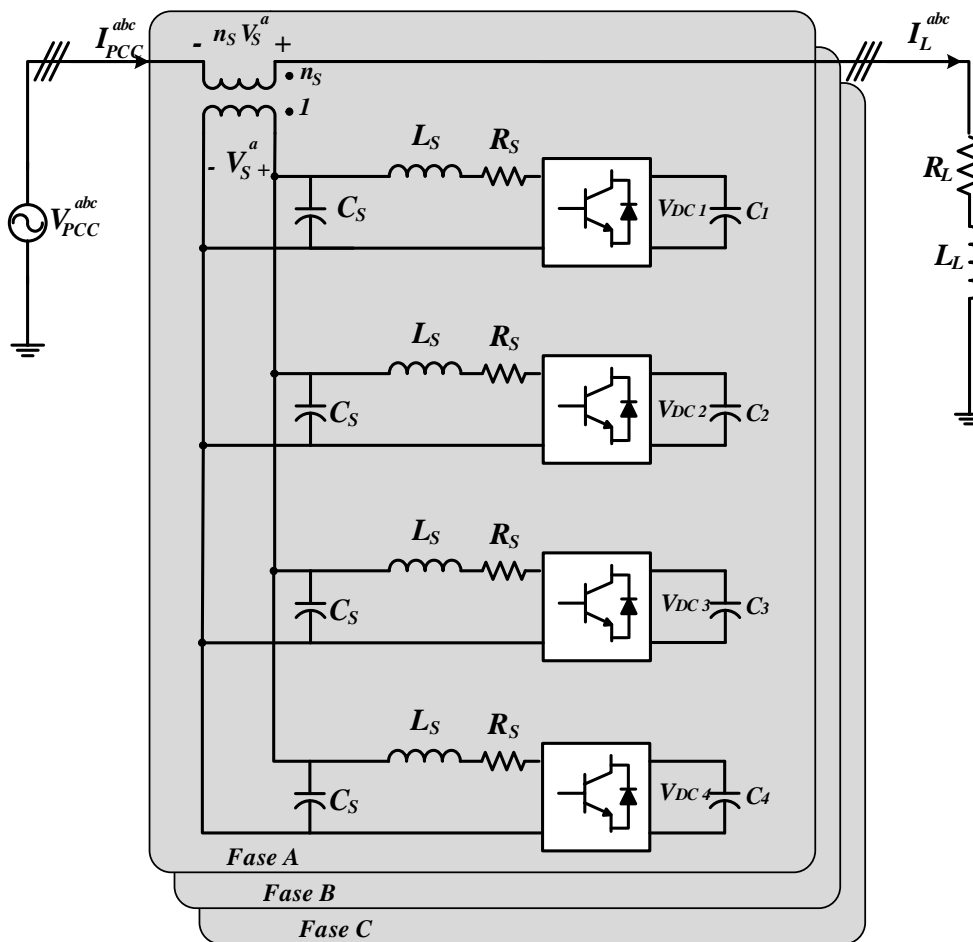 I_PCC^abc
- n_S V_S^a +
I_L^abc
n_S
1
- V_S^a +
L_S
R_S
C_S
V_DC 1
C_1
V_PCC^abc
R_L
L_L
L_S
R_S
C_S
V_DC 2
C_2
L_S
R_S
C_S
V_DC 3
C_3
L_S
R_S
C_S
V_DC 4
C_4
Fase A
Fase B
Fase C